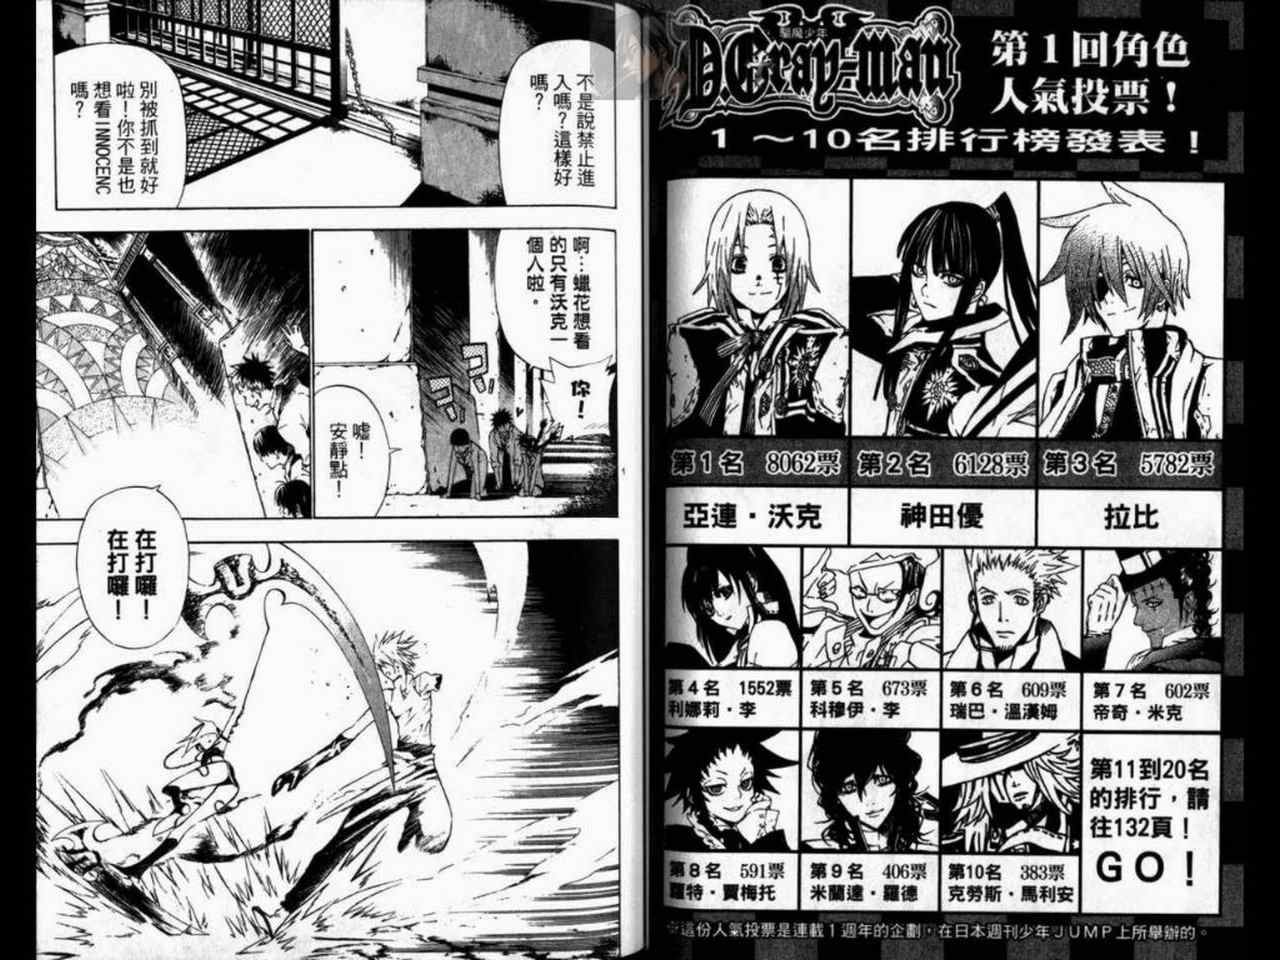 不是說禁止進
入嗎？這樣好
嗎？
別被抓到就好
啦！你不是也
想看INNOCENC
嗎？
啊…蠟花想看
的只有沃克一
個人啦。
你！
噓！
安靜點！
在打囉！
在打囉！
驅魔少年
D.Gray-man
第1回角色
人氣投票！
1～10名排行榜發表！
第1名 8062票
亞連・沃克
第2名 6128票
神田優
第3名 5782票
拉比
第4名 1552票
利娜莉・李
第5名 673票
科穆伊・李
第6名 609票
瑞巴・溫漢姆
第7名 602票
帝奇・米克
第8名 591票
羅特・賈梅托
第9名 406票
米蘭達・羅德
第10名 383票
克勞斯・馬利安
第11到20名
的排行，請
往132頁！
GO！
※這份人氣投票是連載1週年的企劃，在日本週刊少年JUMP上所舉辦的。